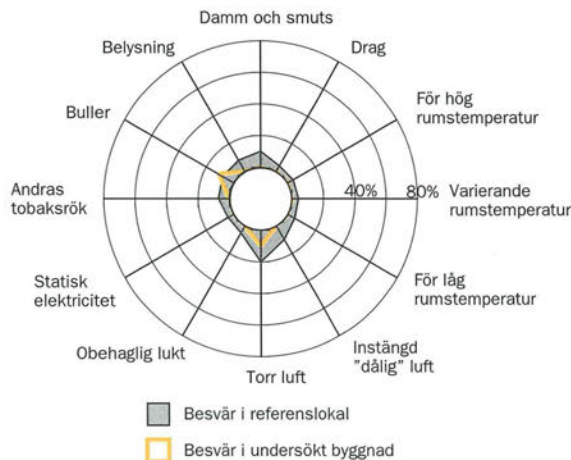 Damm och smuts
Belysning
Drag
Buller
För hög
rumstemperatur
Andras
tobaksrök
40%
80%
Varierande
rumstemperatur
Statisk
elektricitet
För låg
rumstemperatur
Obehaglig lukt
Torr luft
Instängd
"dålig" luft
Besvär i referenslokal
Besvär i undersökt byggnad